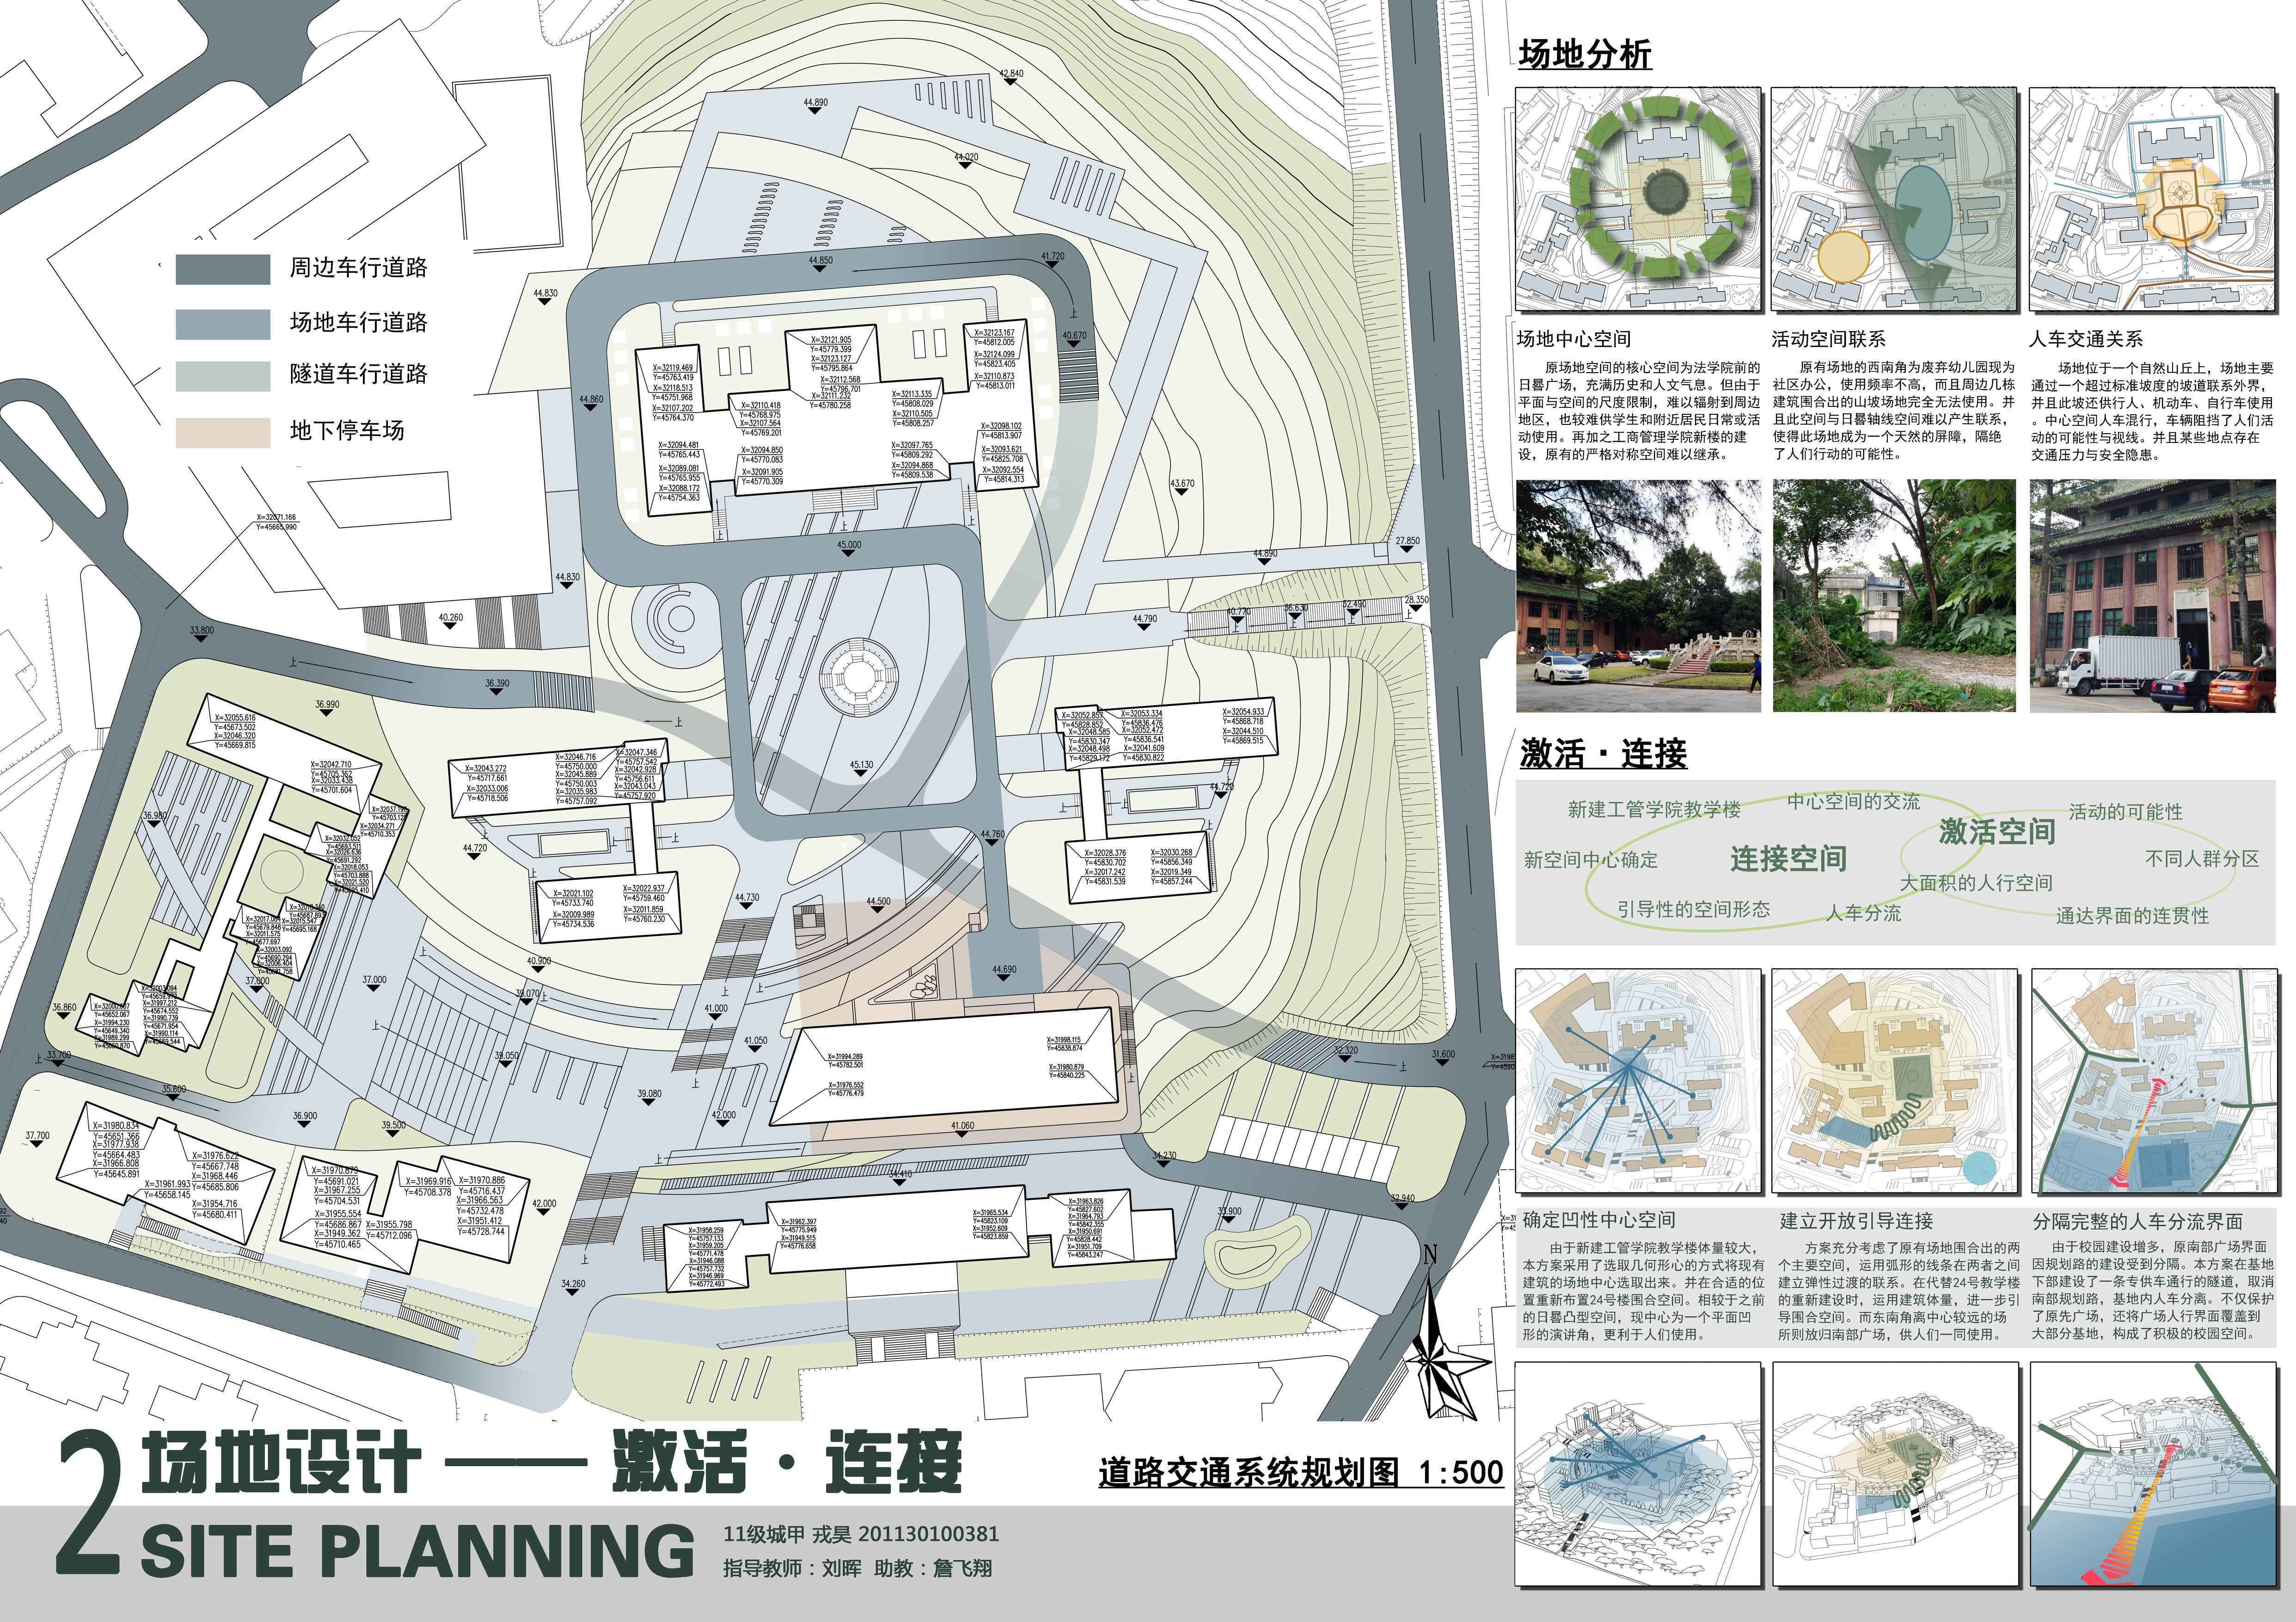 周边车行道路
场地车行道路
隧道车行道路
地下停车场
42.840
44.890
44.020
44.850
41.720
44.830
40.670
44.860
X=32119.469
Y=45763.419
X=32118.513
Y=45751.968
X=32107.202
Y=45764.370
X=32121.905
Y=45779.399
X=32123.127
Y=45795.864
X=32112.568
Y=45796.701
X=32111.232
Y=45780.258
X=32123.167
Y=45812.005
X=32124.099
Y=45823.405
X=32110.873
Y=45813.011
X=32110.418
Y=45768.975
X=32107.564
Y=45769.201
X=32113.335
Y=45808.029
X=32110.505
Y=45808.257
X=32098.102
Y=45813.907
X=32093.621
Y=45825.708
X=32092.554
Y=45814.313
X=32094.481
Y=45765.443
X=32089.081
Y=45765.955
X=32088.172
Y=45754.363
X=32094.850
Y=45770.083
X=32091.905
Y=45770.309
X=32097.765
Y=45809.292
X=32094.868
Y=45809.538
43.670
X=32071.166
Y=45665.990
上
上
上
45.000
27.850
44.890
44.830
40.260
33.800
40.770
36.630
32.490
28.350
44.790
上
36.390
36.990
上
X=32055.616
Y=45673.502
X=32046.320
Y=45669.815
X=32042.710
Y=45705.362
X=32033.438
Y=45701.604
X=32043.272
Y=45717.661
X=32033.006
Y=45718.506
X=32046.716
Y=45750.000
X=32045.889
Y=45750.003
X=32035.983
Y=45757.092
X=32047.346
Y=45757.542
X=32042.928
Y=45756.611
X=32043.043
Y=45757.920
X=32052.857
Y=45828.852
X=32048.585
Y=45830.347
X=32048.498
Y=45829.172
X=32053.334
Y=45836.476
X=32052.472
Y=45836.541
X=32041.609
Y=45830.822
X=32054.933
Y=45868.718
X=32044.510
Y=45869.515
45.130
44.720
44.720
44.760
36.980
X=32021.102
Y=45733.740
X=32009.989
Y=45734.536
X=32022.937
Y=45759.460
X=32011.859
Y=45760.230
X=32028.376
Y=45830.702
X=32017.242
Y=45831.539
X=32030.268
Y=45856.349
X=32019.349
Y=45857.244
44.730
44.500
40.900
39.070
37.000
37.000
36.860
44.690
41.000
41.050
X=31994.289
Y=45782.501
X=31976.552
Y=45776.479
X=31998.115
Y=45838.874
X=31980.879
Y=45840.225
32.320
31.600
33.700
35.600
39.050
39.080
36.900
39.500
42.000
41.060
37.700
34.410
34.230
32.940
33.900
X=31980.834
Y=45651.366
X=31977.938
Y=45664.483
X=31966.808
Y=45645.891
X=31976.622
Y=45667.748
X=31968.446
Y=45685.806
X=31961.993
Y=45658.145
X=31954.716
Y=45680.411
X=31970.879
Y=45691.021
X=31967.255
Y=45704.531
X=31955.554
Y=45686.867
X=31949.362
Y=45710.465
X=31955.798
Y=45712.096
X=31969.916
Y=45708.378
X=31970.886
Y=45716.437
X=31966.563
Y=45732.478
X=31951.412
Y=45728.744
42.000
34.260
X=31958.259
Y=45757.133
X=31959.205
Y=45771.478
X=31946.088
Y=45757.732
X=31946.969
Y=45772.493
X=31962.397
Y=45775.949
X=31949.515
Y=45776.658
X=31965.534
Y=45823.109
X=31952.609
Y=45823.859
X=31963.826
Y=45827.602
X=31964.793
Y=45842.355
X=31950.691
Y=45828.442
X=31951.709
Y=45843.247
N
场地分析
场地中心空间
原场地空间的核心空间为法学院前的
日晷广场，充满历史和人文气息。但由于
平面与空间的尺度限制，难以辐射到周边
地区，也较难供学生和附近居民日常或活
动使用。再加之工商管理学院新楼的建
设，原有的严格对称空间难以继承。
活动空间联系
原有场地的西南角为废弃幼儿园现为
社区办公，使用频率不高，而且周边几栋
建筑围合出的山坡场地完全无法使用。并
且此空间与日晷轴线空间难以产生联系，
使得此场地成为一个天然的屏障，隔绝
了人们行动的可能性。
人车交通关系
场地位于一个自然山丘上，场地主要
通过一个超过标准坡度的坡道联系外界，
并且此坡还供行人、机动车、自行车使用
。中心空间人车混行，车辆阻挡了人们活
动的可能性与视线。并且某些地点存在
交通压力与安全隐患。
激活·连接
新建工管学院教学楼
中心空间的交流
活动的可能性
激活空间
新空间中心确定
连接空间
不同人群分区
大面积的人行空间
引导性的空间形态
人车分流
通达界面的连贯性
确定凹性中心空间
由于新建工管学院教学楼体量较大，
本方案采用了选取几何形心的方式将现有
建筑的场地中心选取出来。并在合适的位
置重新布置24号楼围合空间。相较于之前
的日晷凸型空间，现中心为一个平面凹
形的演讲角，更利于人们使用。
建立开放引导连接
方案充分考虑了原有场地围合出的两
个主要空间，运用弧形的线条在两者之间
建立弹性过渡的联系。在代替24号教学楼
的重新建设时，运用建筑体量，进一步引
导围合空间。而东南角离中心较远的场
所则放归南部广场，供人们一同使用。
分隔完整的人车分流界面
由于校园建设增多，原南部广场界面
因规划路的建设受到分隔。本方案在基地
下部建设了一条专供车通行的隧道，取消
南部规划路，基地内人车分离。不仅保护
了原先广场，还将广场人行界面覆盖到
大部分基地，构成了积极的校园空间。
2 场地设计 —— 激活·连接
SITE PLANNING
道路交通系统规划图 1:500
11级城甲 戎昊 201130100381
指导教师：刘晖 助教：詹飞翔